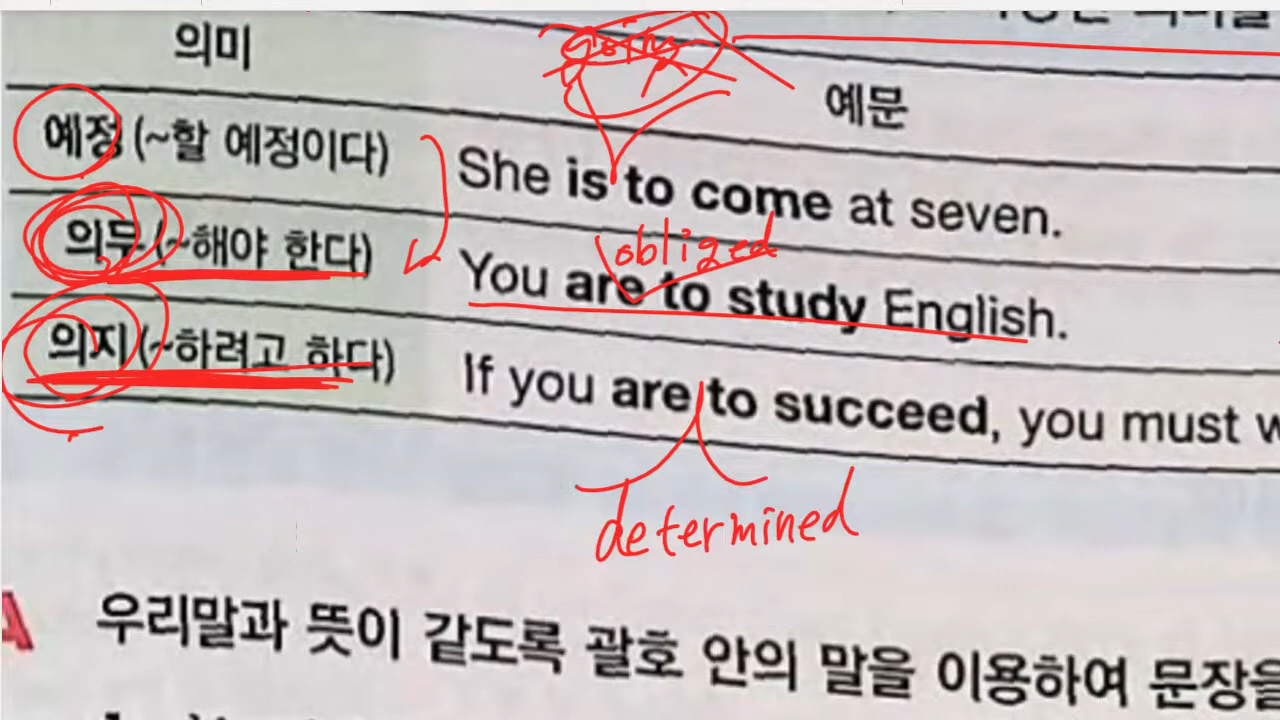 의미
going
예문
예정 (~할 예정이다)
She is to come at seven.
obliged
의무 (~해야 한다)
You are to study English.
의지 (~하려고 하다)
If you are to succeed, you must
determined
A 우리말과 뜻이 같도록 괄호 안의 말을 이용하여 문장을